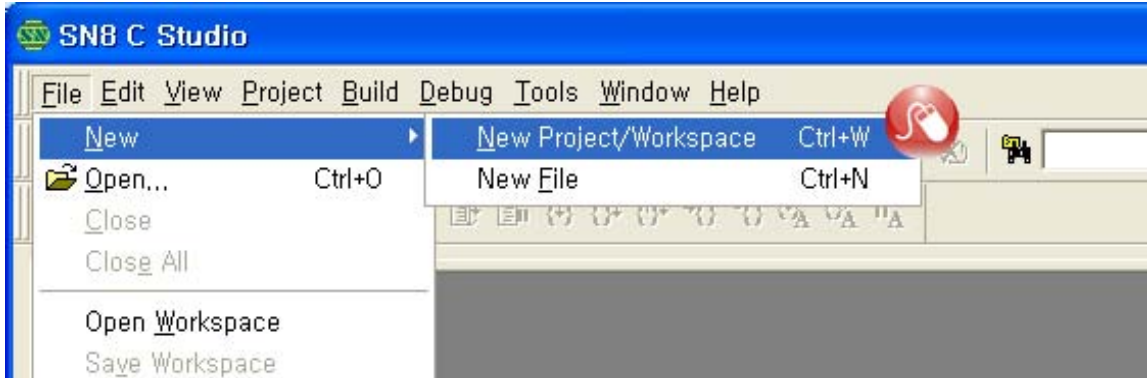 SN8 C Studio
File Edit View Project Build Debug Tools Window Help
New
New Project/Workspace Ctrl+W
Open... Ctrl+O
New File Ctrl+N
Close
Close All
Open Workspace
Save Workspace